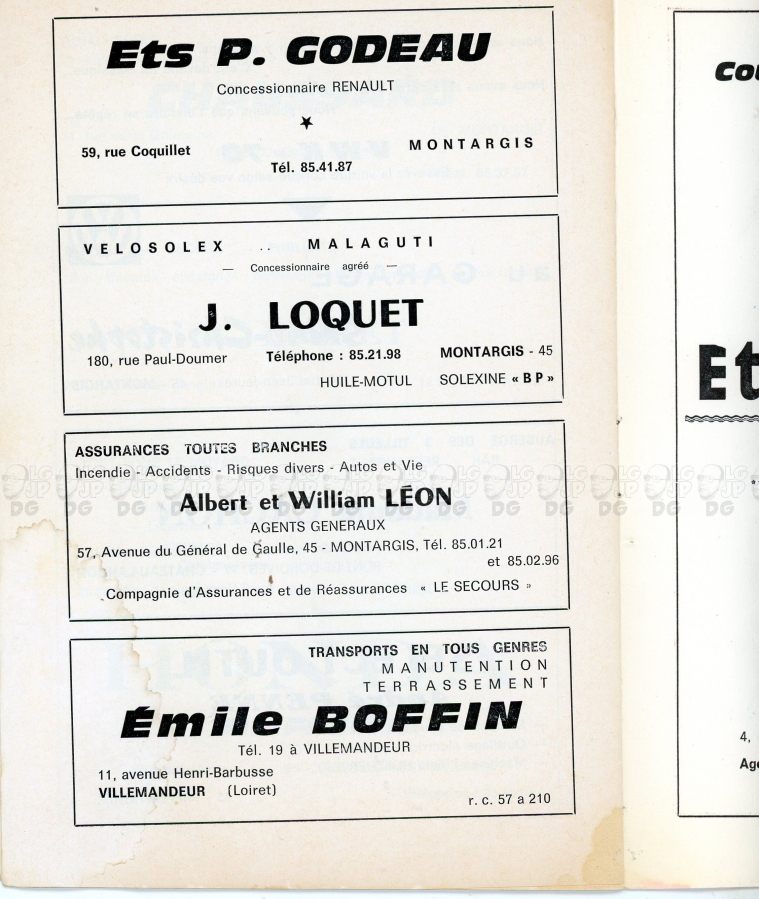 Ets P. GODEAU
Concessionnaire RENAULT
59, rue Coquillet
MONTARGIS
Tél. 85.41.87
VELOSOLEX .. MALAGUTI
— Concessionnaire agréé —
J. LOQUET
180, rue Paul-Doumer Téléphone : 85.21.98 MONTARGIS - 45
HUILE-MOTUL SOLEXINE « BP »
ASSURANCES TOUTES BRANCHES
Incendie - Accidents - Risques divers - Autos et Vie
Albert et William LÉON
AGENTS GENERAUX
57, Avenue du Général de Gaulle, 45 - MONTARGIS, Tél. 85.01.21
et 85.02.96
Compagnie d'Assurances et de Réassurances « LE SECOURS »
TRANSPORTS EN TOUS GENRES
MANUTENTION
TERRASSEMENT
Émile BOFFIN
Tél. 19 à VILLEMANDEUR
11, avenue Henri-Barbusse
VILLEMANDEUR (Loiret)
r. c. 57 a 210
Cou
Et
4,
Age